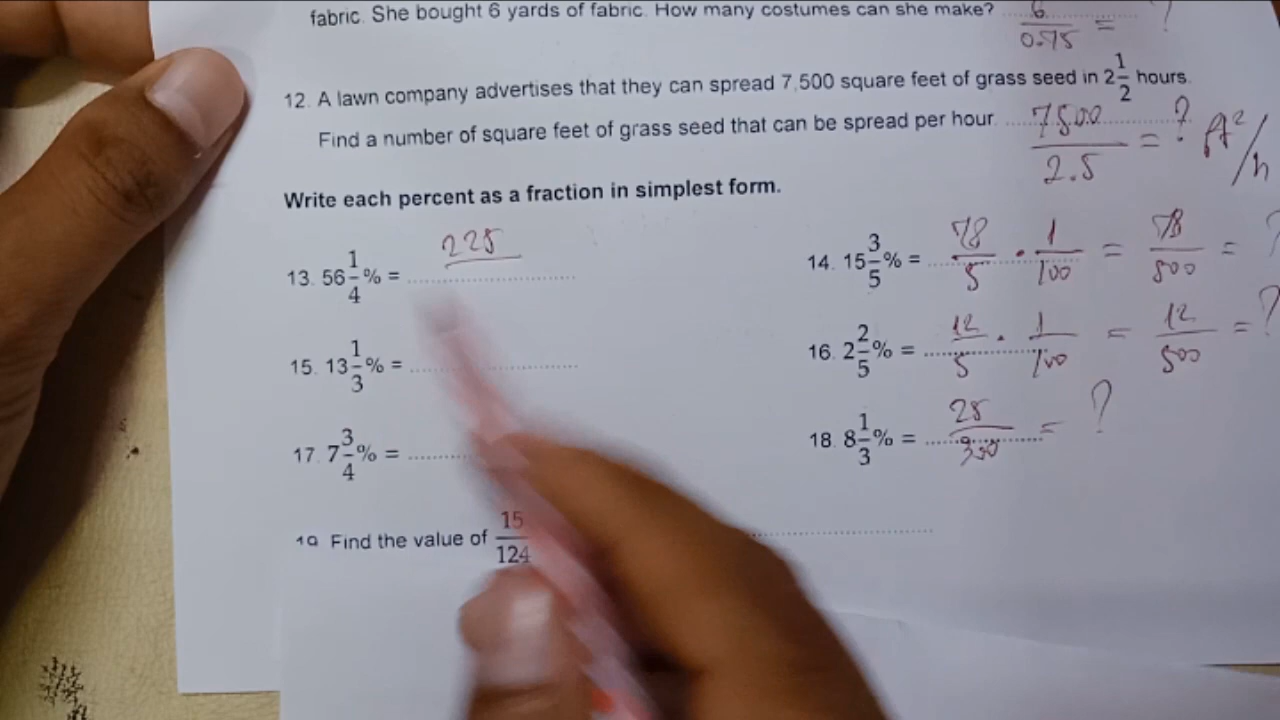 fabric. She bought 6 yards of fabric. How many costumes can she make? 6/0.75 = ?
12. A lawn company advertises that they can spread 7,500 square feet of grass seed in 2 1/2 hours.
Find a number of square feet of grass seed that can be spread per hour. 7500/2.5 = ? ft²/h
Write each percent as a fraction in simplest form.
13. 56 1/4 % = 225
14. 15 3/5 % = 78/5 · 1/100 = 78/500 = ?
15. 13 1/3 % =
16. 2 2/5 % = 12/5 · 1/100 = 12/500 = ?
17. 7 3/4 % =
18. 8 1/3 % = 25/300 = ?
19 Find the value of 15/124